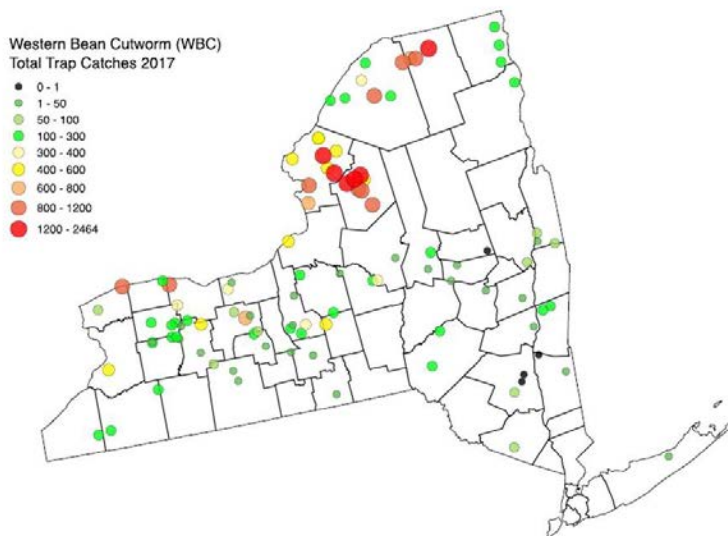 Western Bean Cutworm (WBC)
Total Trap Catches 2017
0 - 1
1 - 50
50 - 100
100 - 300
300 - 400
400 - 600
600 - 800
800 - 1200
1200 - 2464